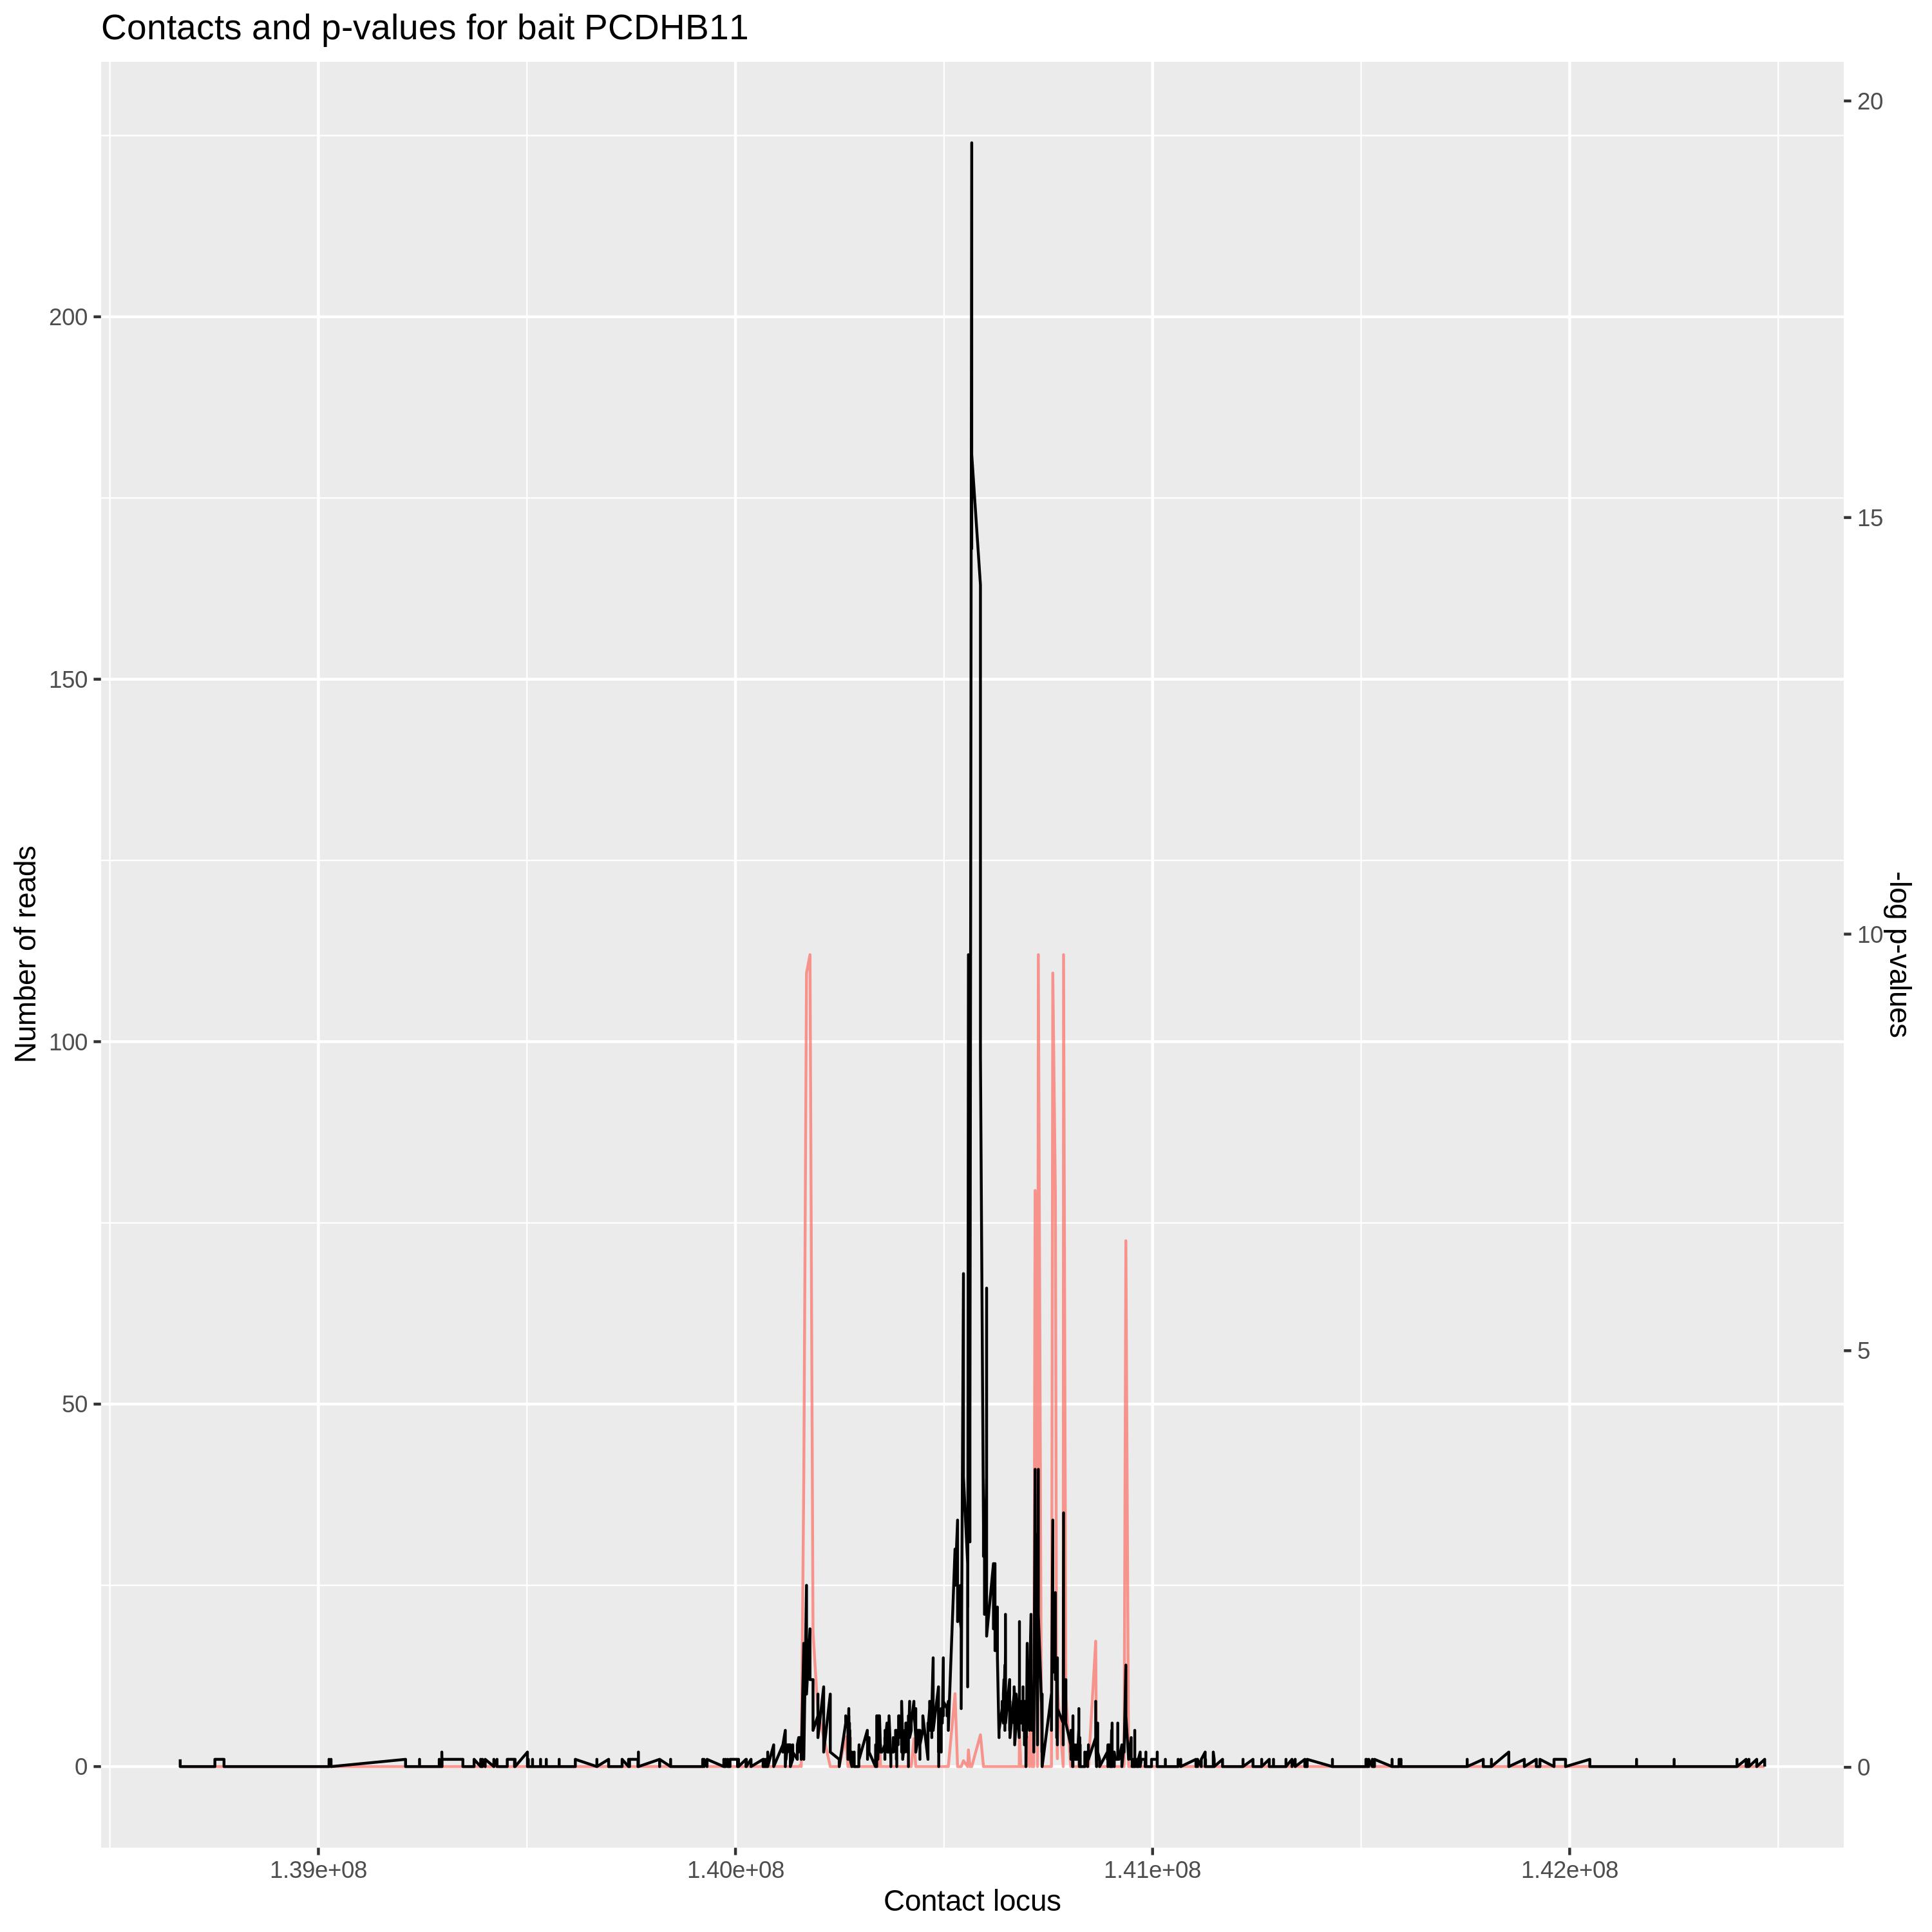 Contacts and p-values for bait PCDHB11
Number of reads
200
150
100
50
0
20
15
10
5
0
-log p-values
1.39e+08 1.40e+08 1.41e+08 1.42e+08
Contact locus